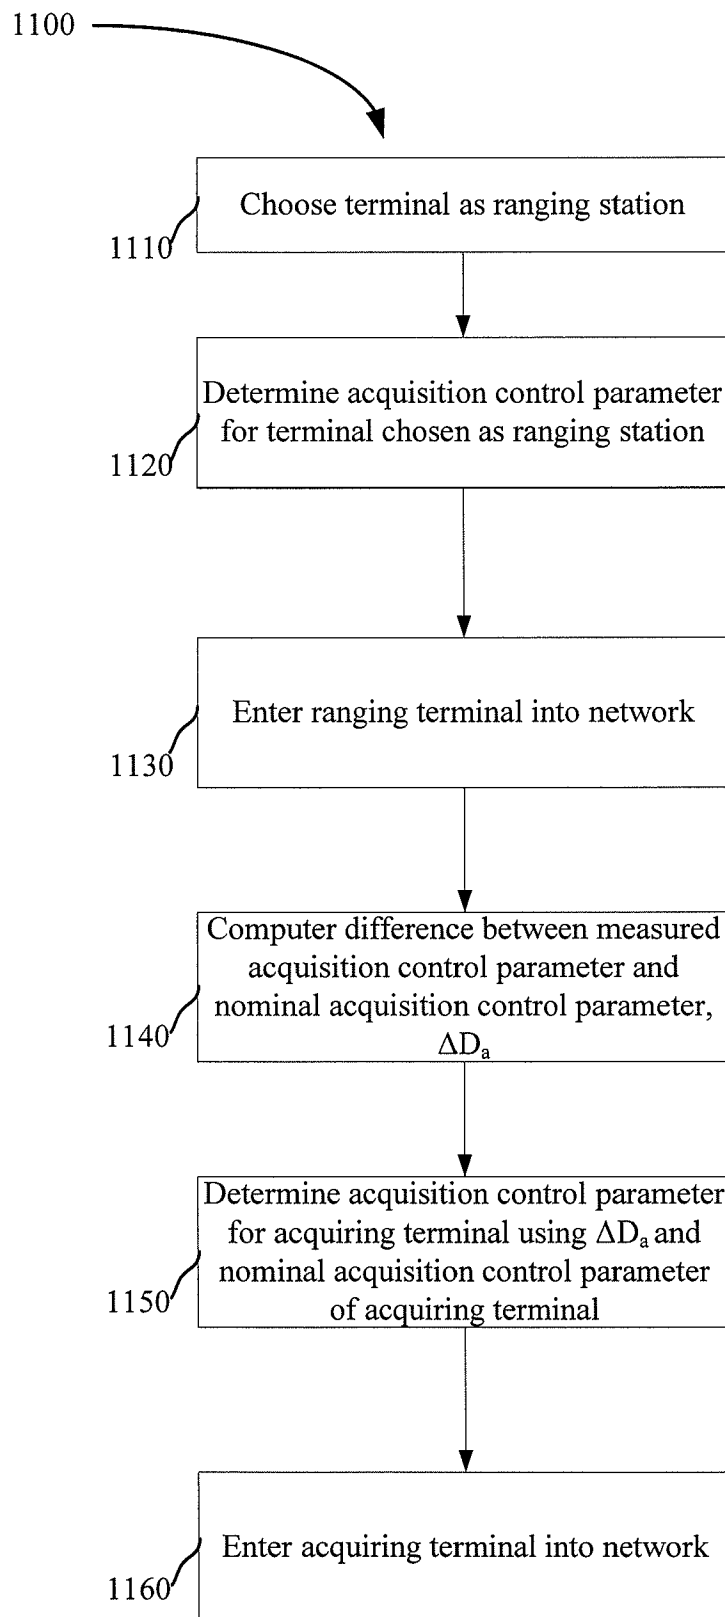 1100
Choose terminal as ranging station
1110
Determine acquisition control parameter
for terminal chosen as ranging station
1120
Enter ranging terminal into network
1130
Computer difference between measured
acquisition control parameter and
nominal acquisition control parameter,
ΔDₐ
1140
Determine acquisition control parameter
for acquiring terminal using ΔDₐ and
nominal acquisition control parameter
of acquiring terminal
1150
Enter acquiring terminal into network
1160